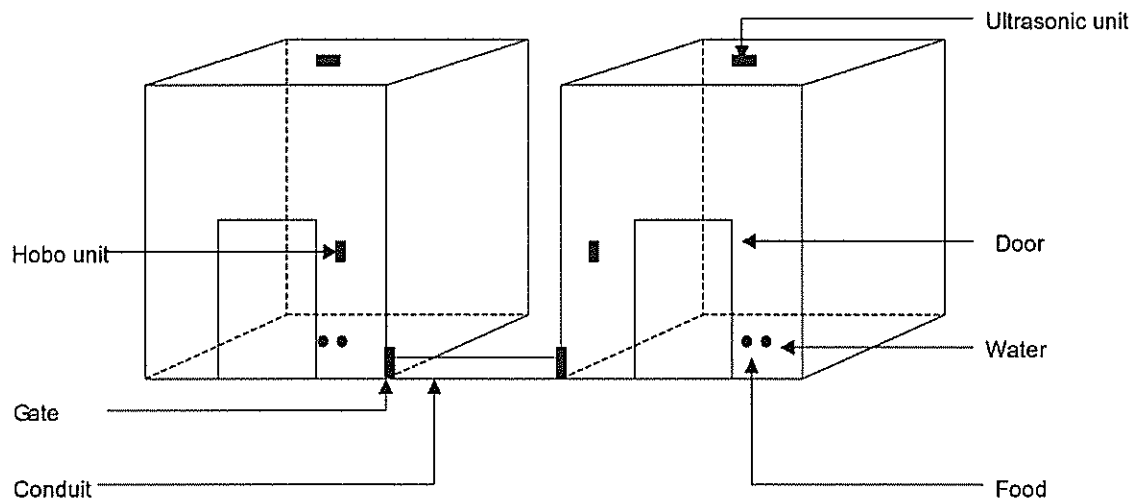 Ultrasonic unit
Hobo unit
Door
Water
Gate
Conduit
Food